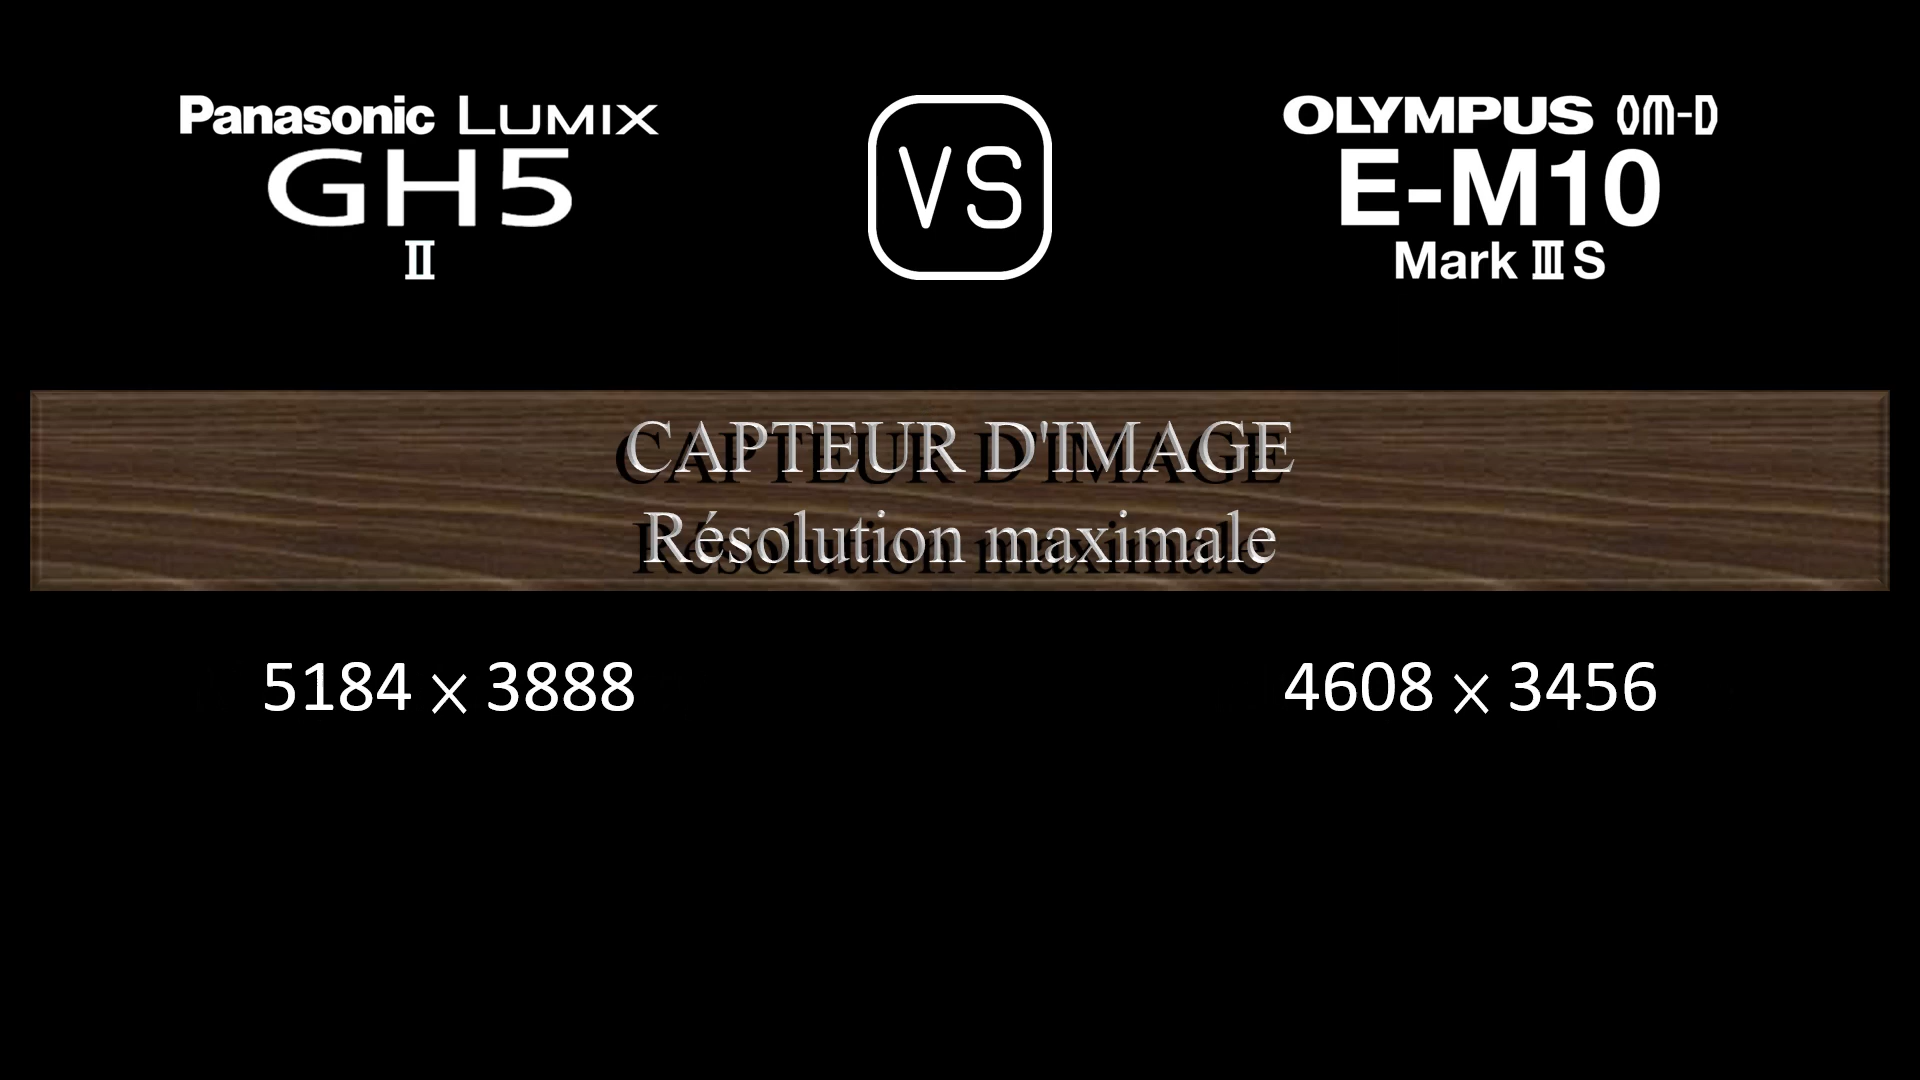 Panasonic LUMIX
GH5
II
VS
OLYMPUS OM-D
E-M10
Mark III S
CAPTEUR D'IMAGE
Résolution maximale
5184 x 3888
4608 x 3456